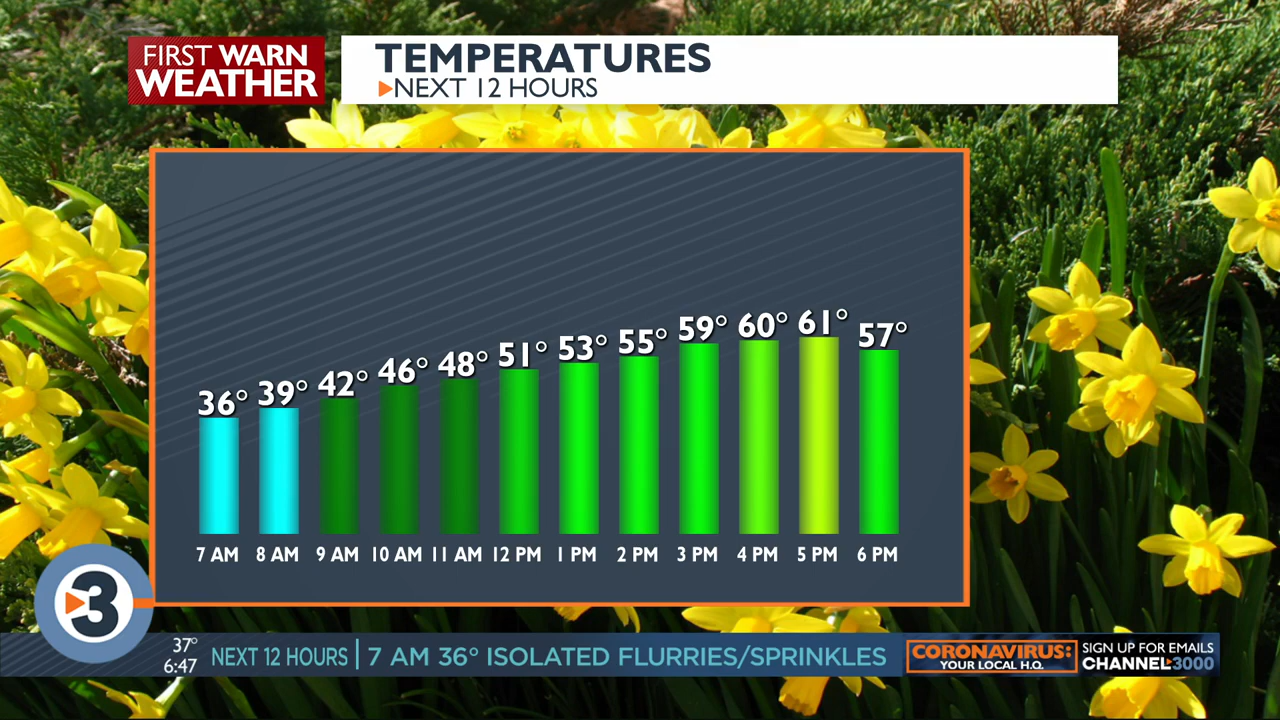 FIRST WARN
WEATHER
TEMPERATURES
NEXT 12 HOURS
36° 39° 42° 46° 48° 51° 53° 55° 59° 60° 61° 57°
7 AM 8 AM 9 AM 10 AM 11 AM 12 PM 1 PM 2 PM 3 PM 4 PM 5 PM 6 PM
3
37°
6:47
NEXT 12 HOURS
7 AM 36° ISOLATED FLURRIES/SPRINKLES
CORONAVIRUS:
YOUR LOCAL H.Q.
SIGN UP FOR EMAILS
CHANNEL3000